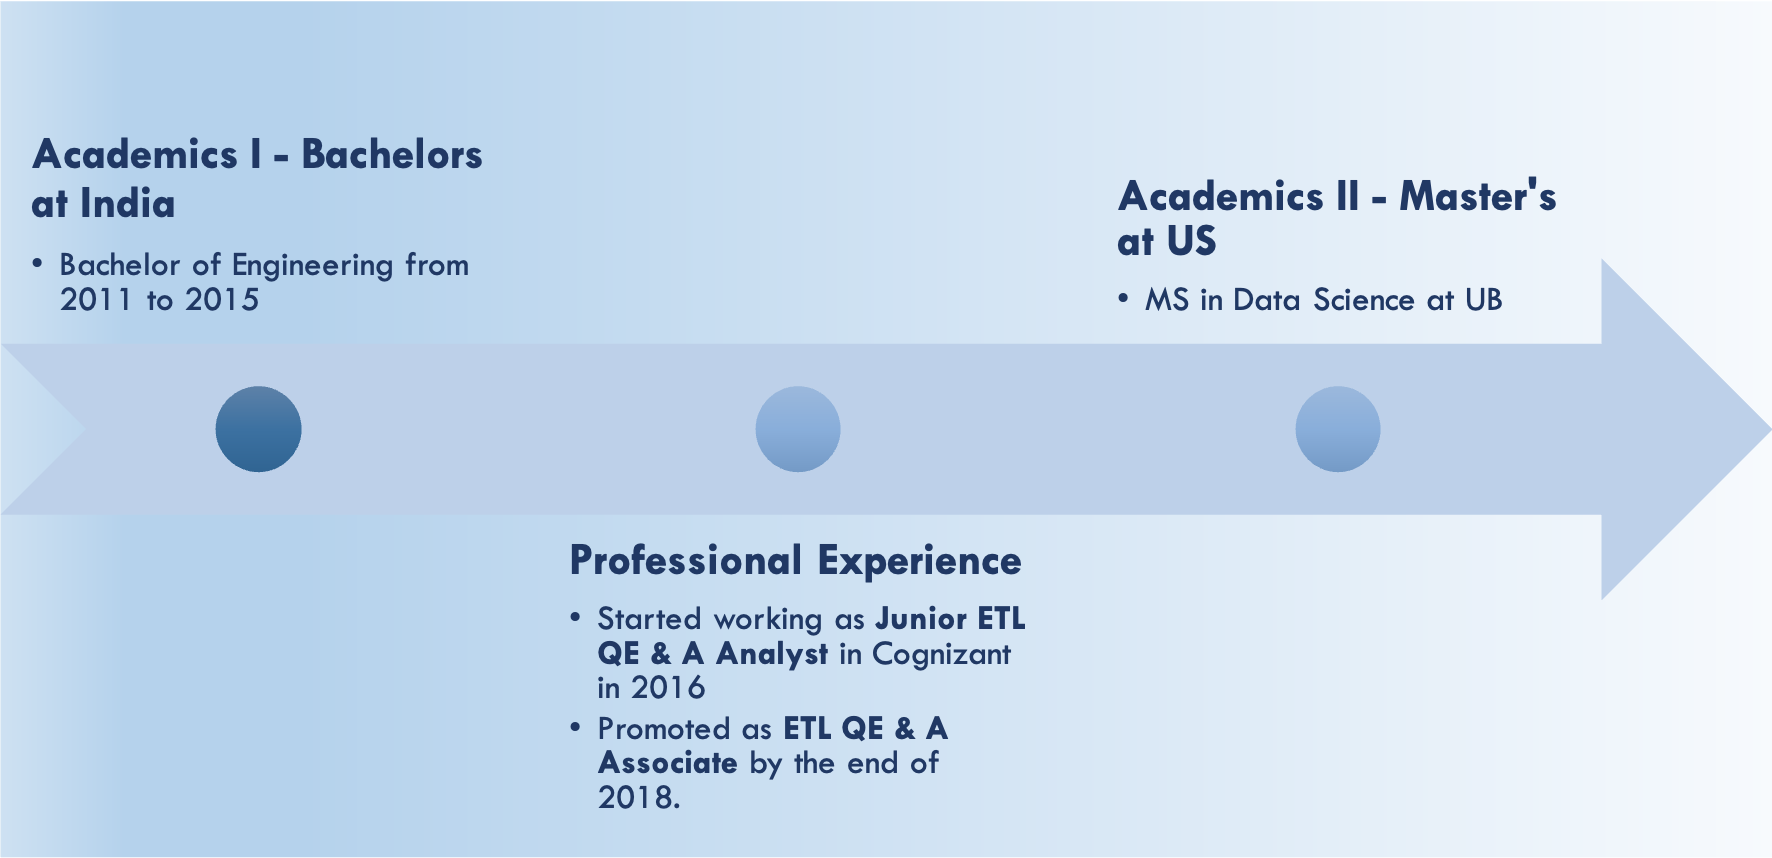 Academics I - Bachelors
at India
• Bachelor of Engineering from
2011 to 2015
Professional Experience
• Started working as Junior ETL
QE & A Analyst in Cognizant
in 2016
• Promoted as ETL QE & A
Associate by the end of
2018.
Academics II - Master's
at US
• MS in Data Science at UB